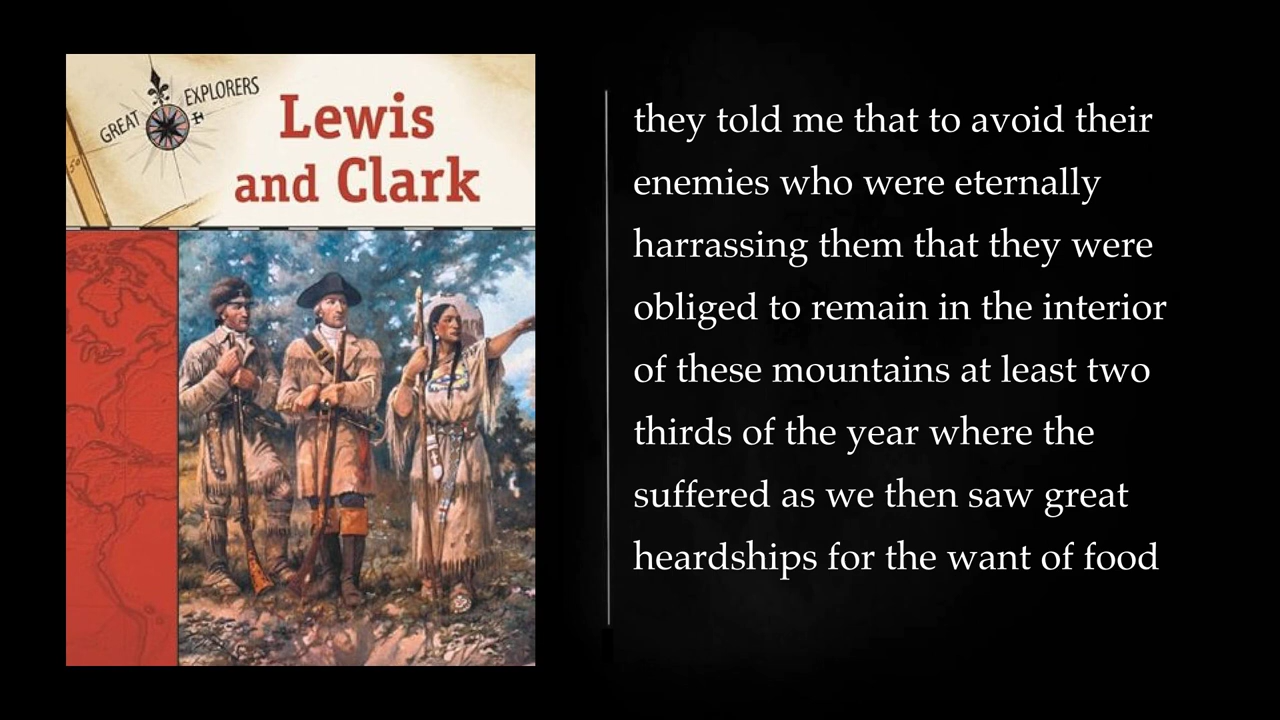 GREAT EXPLORERS
Lewis
and Clark
they told me that to avoid their
enemies who were eternally
harrassing them that they were
obliged to remain in the interior
of these mountains at least two
thirds of the year where the
suffered as we then saw great
heardships for the want of food